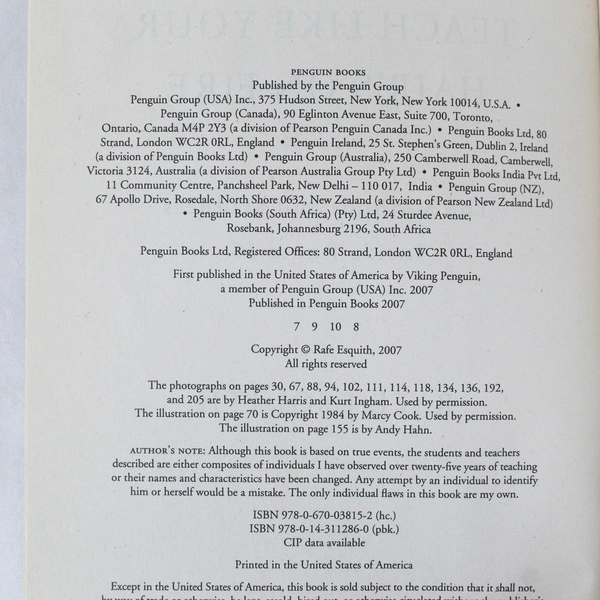 PENGUIN BOOKS
Published by the Penguin Group
Penguin Group (USA) Inc., 375 Hudson Street, New York, New York 10014, U.S.A. •
Penguin Group (Canada), 90 Eglinton Avenue East, Suite 700, Toronto,
Ontario, Canada M4P 2Y3 (a division of Pearson Penguin Canada Inc.) • Penguin Books Ltd, 80
Strand, London WC2R 0RL, England • Penguin Ireland, 25 St. Stephen's Green, Dublin 2, Ireland
(a division of Penguin Books Ltd) • Penguin Group (Australia), 250 Camberwell Road, Camberwell,
Victoria 3124, Australia (a division of Pearson Australia Group Pty Ltd) • Penguin Books India Pvt Ltd,
11 Community Centre, Panchsheel Park, New Delhi – 110 017, India • Penguin Group (NZ),
67 Apollo Drive, Rosedale, North Shore 0632, New Zealand (a division of Pearson New Zealand Ltd)
• Penguin Books (South Africa) (Pty) Ltd, 24 Sturdee Avenue,
Rosebank, Johannesburg 2196, South Africa
Penguin Books Ltd, Registered Offices: 80 Strand, London WC2R 0RL, England
First published in the United States of America by Viking Penguin,
a member of Penguin Group (USA) Inc. 2007
Published in Penguin Books 2007
7 9 10 8
Copyright © Rafe Esquith, 2007
All rights reserved
The photographs on pages 30, 67, 88, 94, 102, 111, 114, 118, 134, 136, 192,
and 205 are by Heather Harris and Kurt Ingham. Used by permission.
The illustration on page 70 is Copyright 1984 by Marcy Cook. Used by permission.
The illustration on page 155 is by Andy Hahn.
AUTHOR'S NOTE: Although this book is based on true events, the students and teachers
described are either composites of individuals I have observed over twenty-five years of teaching
or their names and characteristics have been changed. Any attempt by an individual to identify
him or herself would be a mistake. The only individual flaws in this book are my own.
ISBN 978-0-670-03815-2 (hc.)
ISBN 978-0-14-311286-0 (pbk.)
CIP data available
Printed in the United States of America
Except in the United States of America, this book is sold subject to the condition that it shall not,